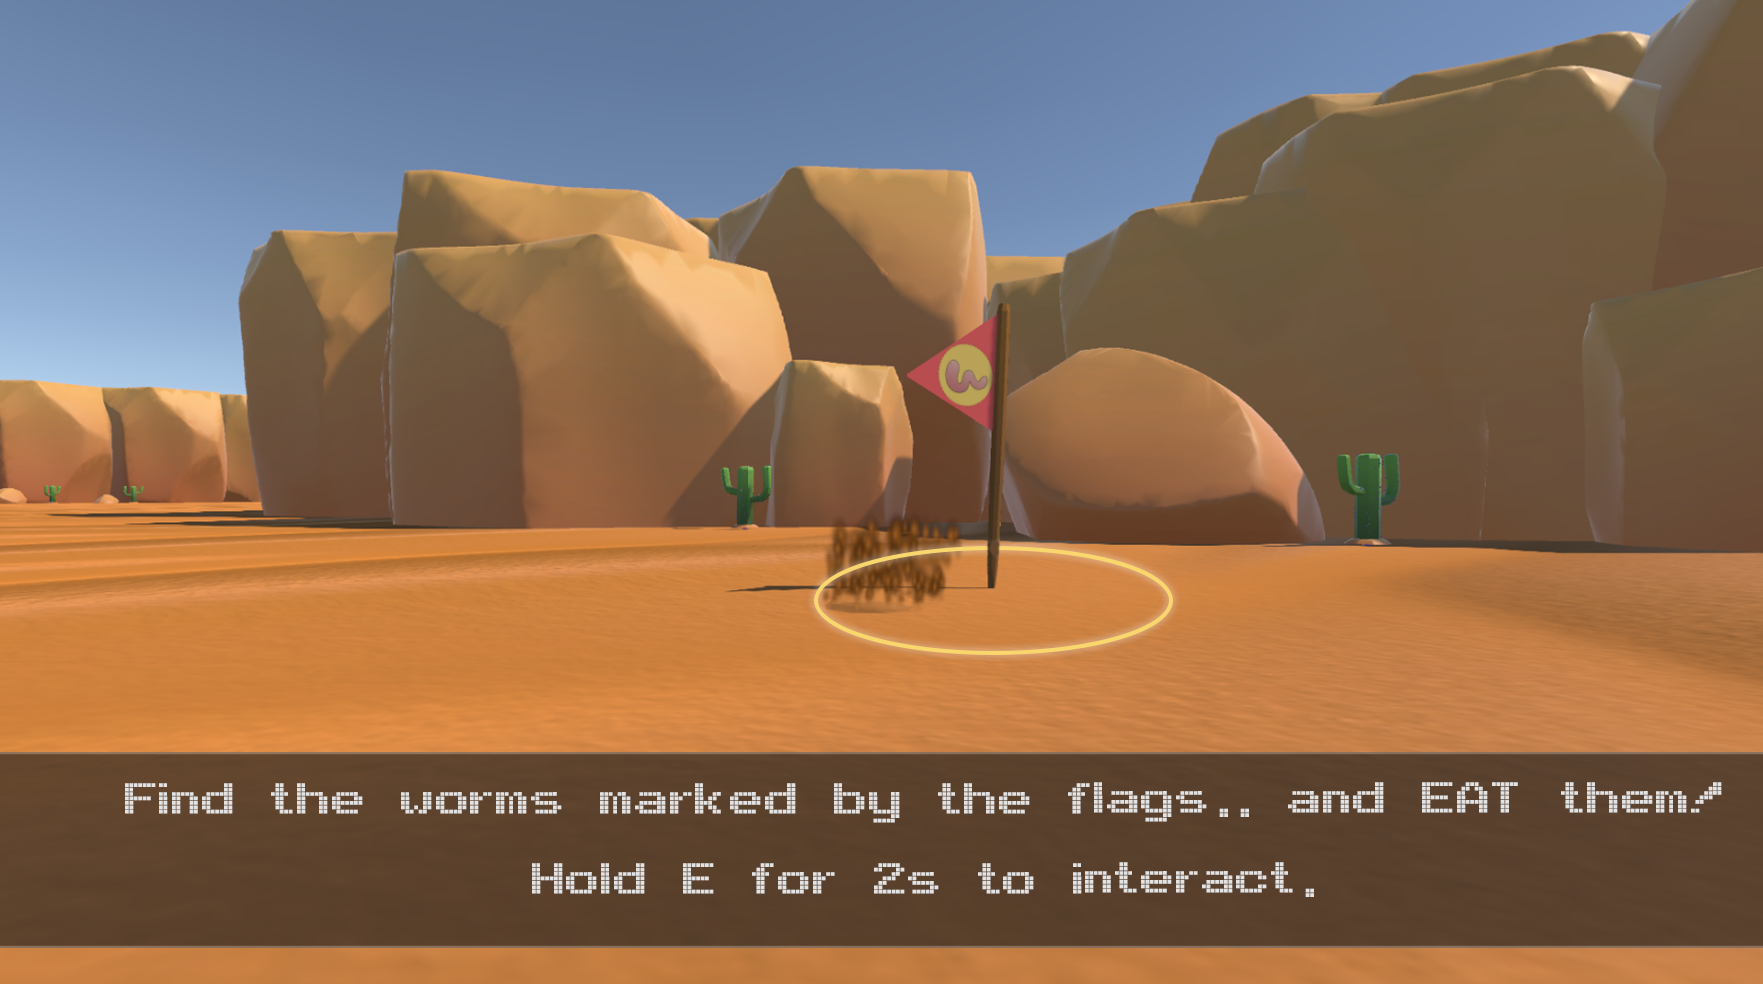 Find the worms marked by the flags.. and EAT them!
Hold E for 2s to interact.